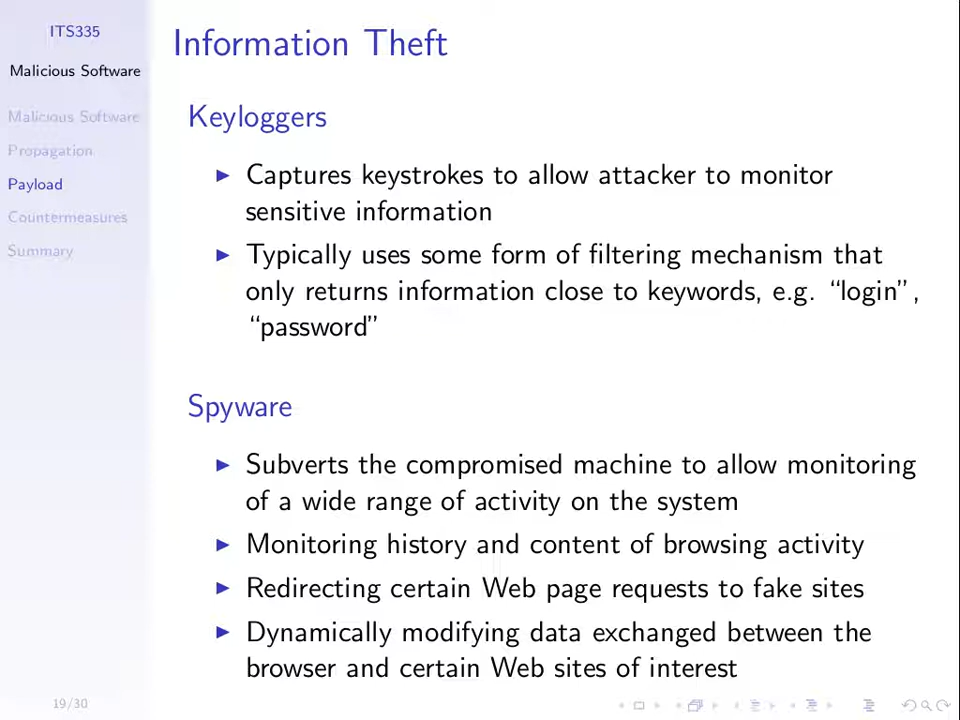 ITS335
Malicious Software
Malicious Software
Propagation
Payload
Countermeasures
Summary
Information Theft
Keyloggers
Captures keystrokes to allow attacker to monitor
sensitive information
Typically uses some form of filtering mechanism that
only returns information close to keywords, e.g. “login”,
“password”
Spyware
Subverts the compromised machine to allow monitoring
of a wide range of activity on the system
Monitoring history and content of browsing activity
Redirecting certain Web page requests to fake sites
Dynamically modifying data exchanged between the
browser and certain Web sites of interest
19/30